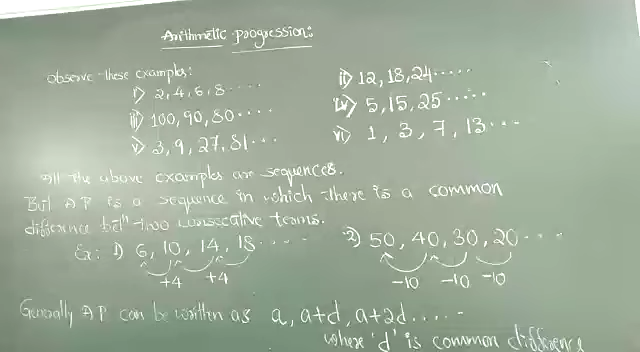 Arithmetic progression:
Observe these examples:
i) 2, 4, 6, 8 .... ii) 12, 18, 24 .....
iii) 100, 90, 80 .... iv) 5, 15, 25 .....
v) 3, 9, 27, 81 ... vi) 1, 3, 7, 13 ...
All the above examples are sequences.
But AP is a sequence in which there is a common
difference betn two consecative terms.
Ex: 1) 6, 10, 14, 18 ..... 2) 50, 40, 30, 20 ....
+4 +4 -10 -10 -10
Generally AP can be written as a, a+d, a+2d .....
where 'd' is common difference